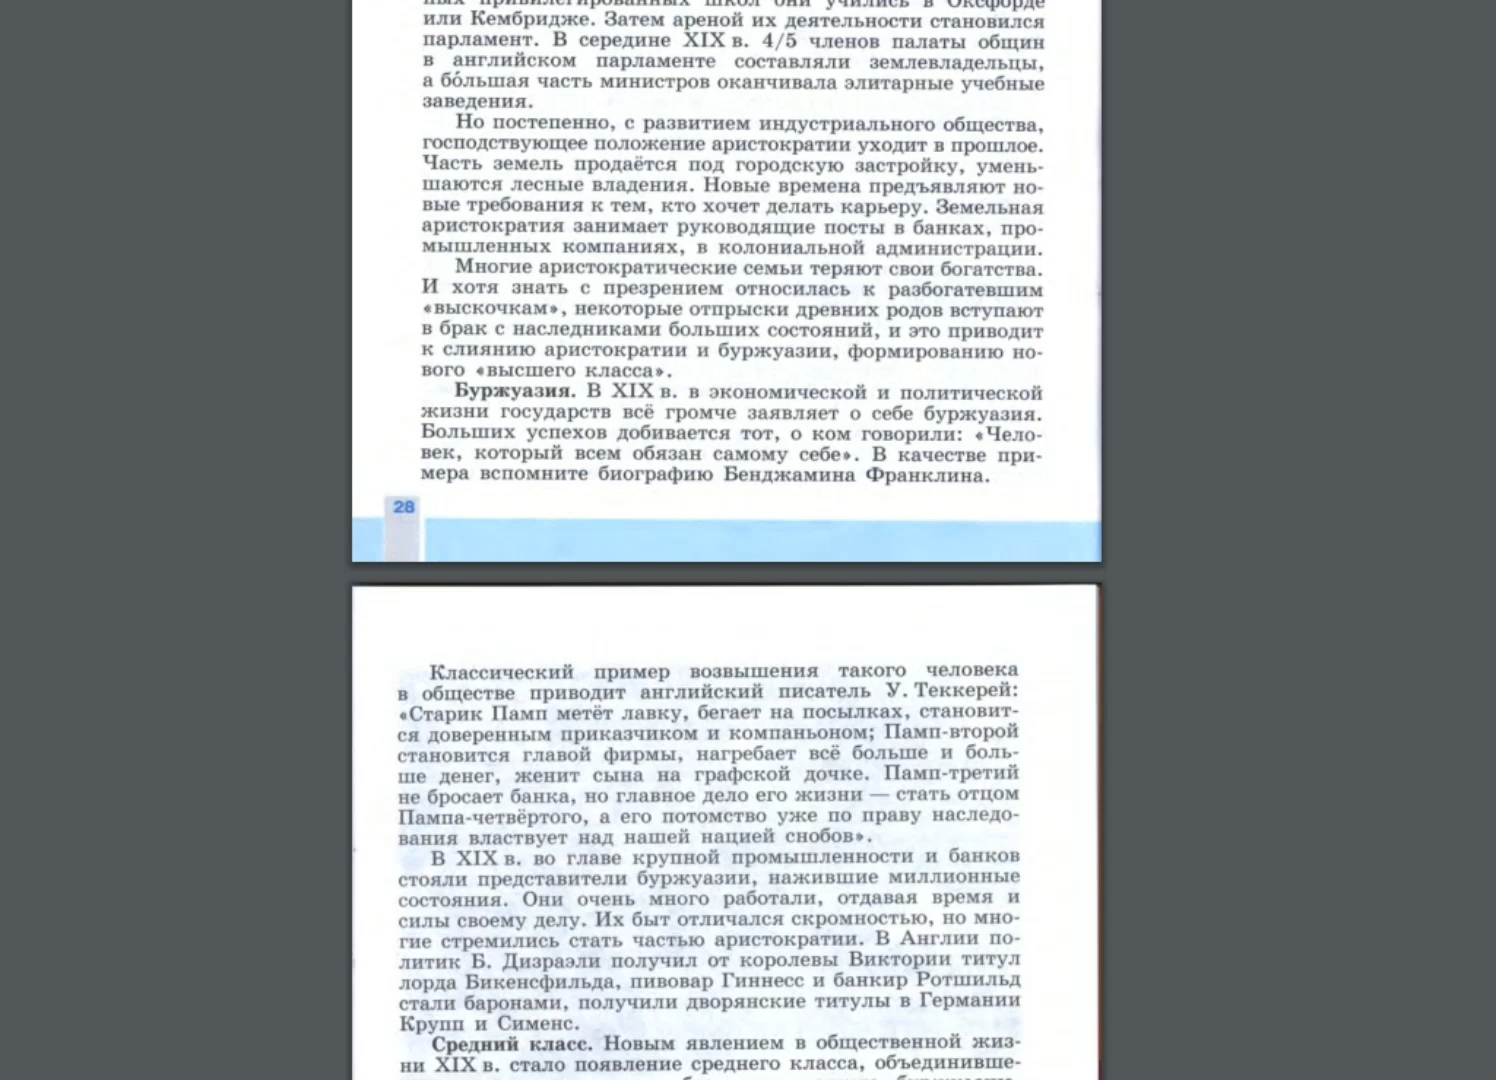 ных привилегированных школ они учились в Оксфорде
или Кембридже. Затем ареной их деятельности становился
парламент. В середине XIX в. 4/5 членов палаты общин
в английском парламенте составляли землевладельцы,
а бо́льшая часть министров оканчивала элитарные учебные
заведения.
Но постепенно, с развитием индустриального общества,
господствующее положение аристократии уходит в прошлое.
Часть земель продаётся под городскую застройку, умень-
шаются лесные владения. Новые времена предъявляют но-
вые требования к тем, кто хочет делать карьеру. Земельная
аристократия занимает руководящие посты в банках, про-
мышленных компаниях, в колониальной администрации.
Многие аристократические семьи теряют свои богатства.
И хотя знать с презрением относилась к разбогатевшим
«выскочкам», некоторые отпрыски древних родов вступают
в брак с наследниками больших состояний, и это приводит
к слиянию аристократии и буржуазии, формированию но-
вого «высшего класса».
Буржуазия. В XIX в. в экономической и политической
жизни государств всё громче заявляет о себе буржуазия.
Больших успехов добивается тот, о ком говорили: «Чело-
век, который всем обязан самому себе». В качестве при-
мера вспомните биографию Бенджамина Франклина.
28
Классический пример возвышения такого человека
в обществе приводит английский писатель У. Теккерей:
«Старик Памп метёт лавку, бегает на посылках, становит-
ся доверенным приказчиком и компаньоном; Памп-второй
становится главой фирмы, нагребает всё больше и боль-
ше денег, женит сына на графской дочке. Памп-третий
не бросает банка, но главное дело его жизни — стать отцом
Пампа-четвёртого, а его потомство уже по праву наследо-
вания властвует над нашей нацией снобов».
В XIX в. во главе крупной промышленности и банков
стояли представители буржуазии, нажившие миллионные
состояния. Они очень много работали, отдавая время и
силы своему делу. Их быт отличался скромностью, но мно-
гие стремились стать частью аристократии. В Англии по-
литик Б. Дизраэли получил от королевы Виктории титул
лорда Бикенсфильда, пивовар Гиннесс и банкир Ротшильд
стали баронами, получили дворянские титулы в Германии
Крупп и Сименс.
Средний класс. Новым явлением в общественной жиз-
ни XIX в. стало появление среднего класса, объединивше-